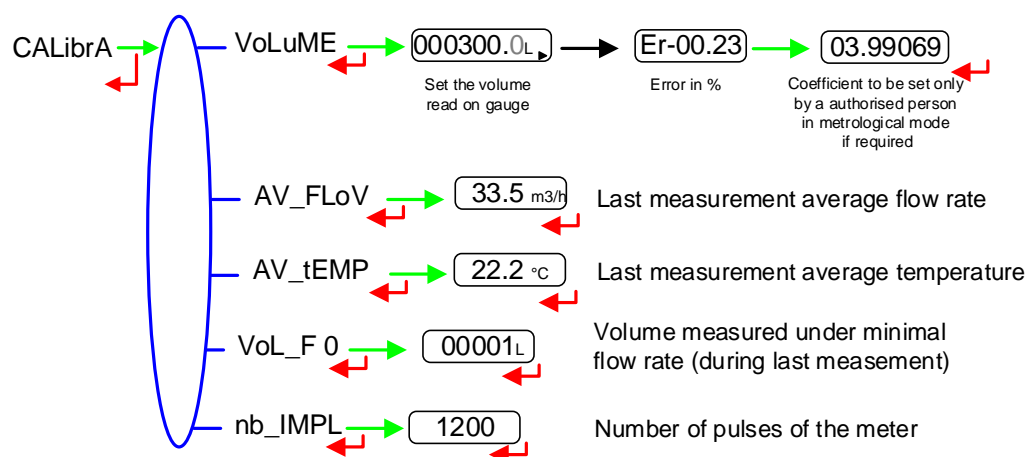 CALibrA
VoLuME
000300.0L
Er-00.23
03.99069
Set the volume
read on gauge
Error in %
Coefficient to be set only
by a authorised person
in metrological mode
if required
AV_FLoV
33.5 m3/h
Last measurement average flow rate
AV_tEMP
22.2 °C
Last measurement average temperature
VoL_F 0
00001L
Volume measured under minimal
flow rate (during last measement)
nb_IMPL
1200
Number of pulses of the meter